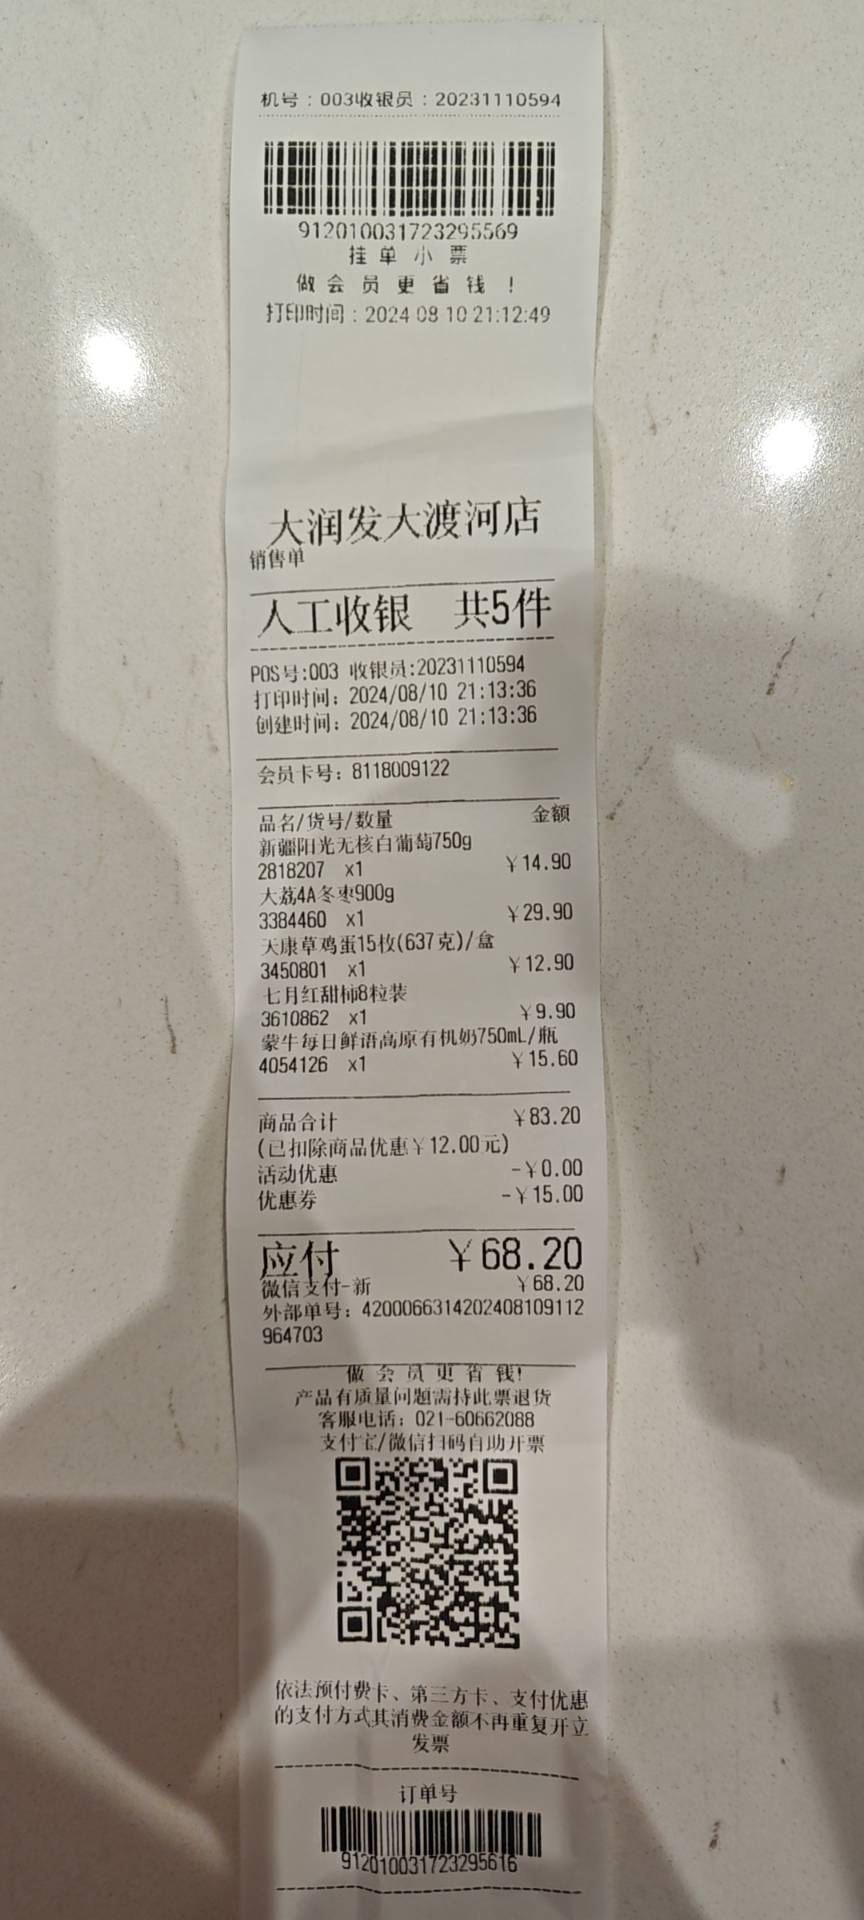 机号：003收银员：20231110594
912010031723295569
挂单小票
做会员更省钱！
打印时间：2024 08 10 21:12:49
大润发大渡河店
销售单
人工收银 共5件
POS号:003 收银员:20231110594
打印时间：2024/08/10 21:13:36
创建时间：2024/08/10 21:13:36
会员卡号：8118009122
品名/货号/数量 金额
新疆阳光无核白葡萄750g
2818207 x1 ￥14.90
大荔4A冬枣900g
3384460 x1 ￥29.90
天康草鸡蛋15枚(637克)/盒
3450801 x1 ￥12.90
七月红甜柿8粒装
3610862 x1 ￥9.90
蒙牛每日鲜语高原有机奶750mL/瓶
4054126 x1 ￥15.60
商品合计 ￥83.20
(已扣除商品优惠￥12.00元)
活动优惠 -￥0.00
优惠券 -￥15.00
应付 ￥68.20
微信支付-新 ￥68.20
外部单号：4200066314202408109112
964703
做会员更省钱!
产品有质量问题需持此票退货
客服电话：021-60662088
支付宝/微信扫码自助开票
依法预付费卡、第三方卡、支付优惠
的支付方式其消费金额不再重复开立
发票
订单号
912010031723295616